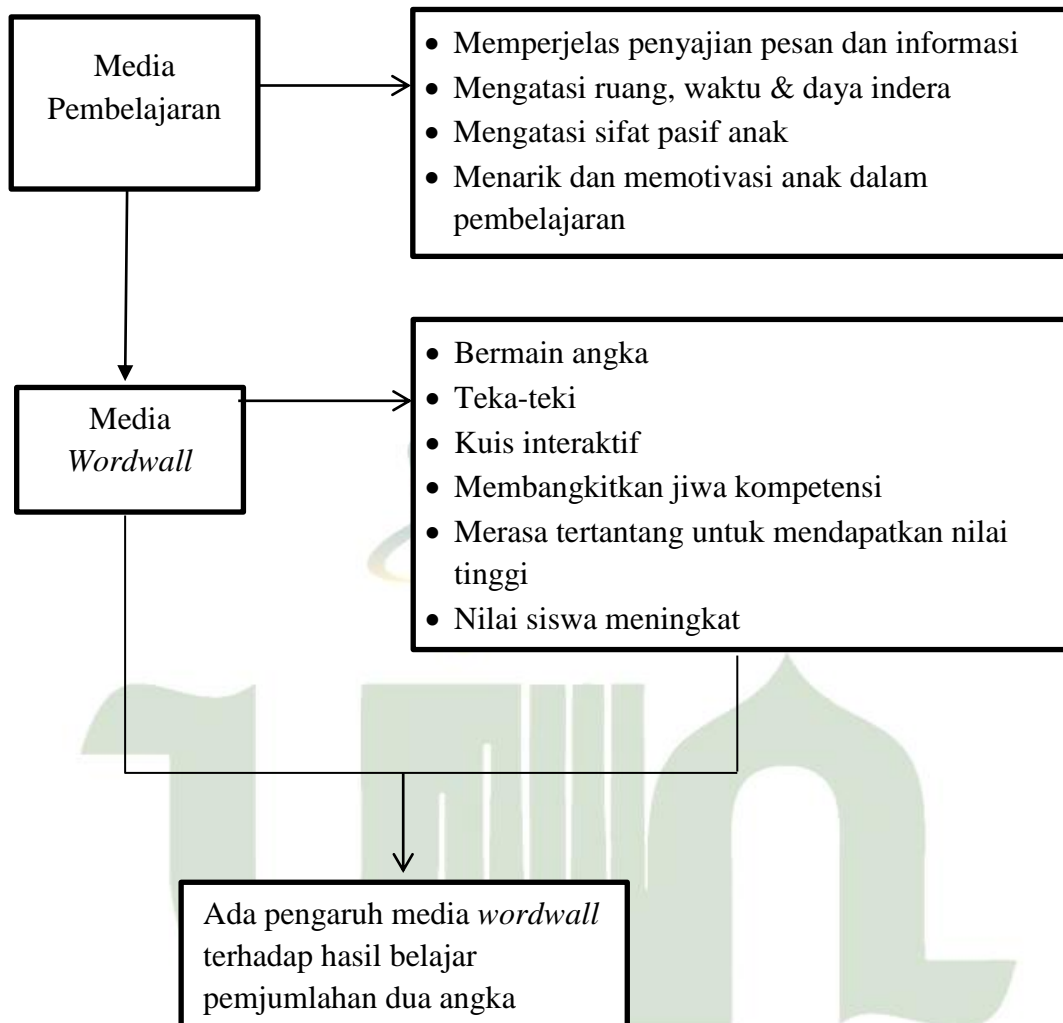 Media
Pembelajaran
• Memperjelas penyajian pesan dan informasi
• Mengatasi ruang, waktu & daya indera
• Mengatasi sifat pasif anak
• Menarik dan memotivasi anak dalam
pembelajaran
Media
Wordwall
• Bermain angka
• Teka-teki
• Kuis interaktif
• Membangkitkan jiwa kompetensi
• Merasa tertantang untuk mendapatkan nilai
tinggi
• Nilai siswa meningkat
Ada pengaruh media wordwall
terhadap hasil belajar
pemjumlahan dua angka